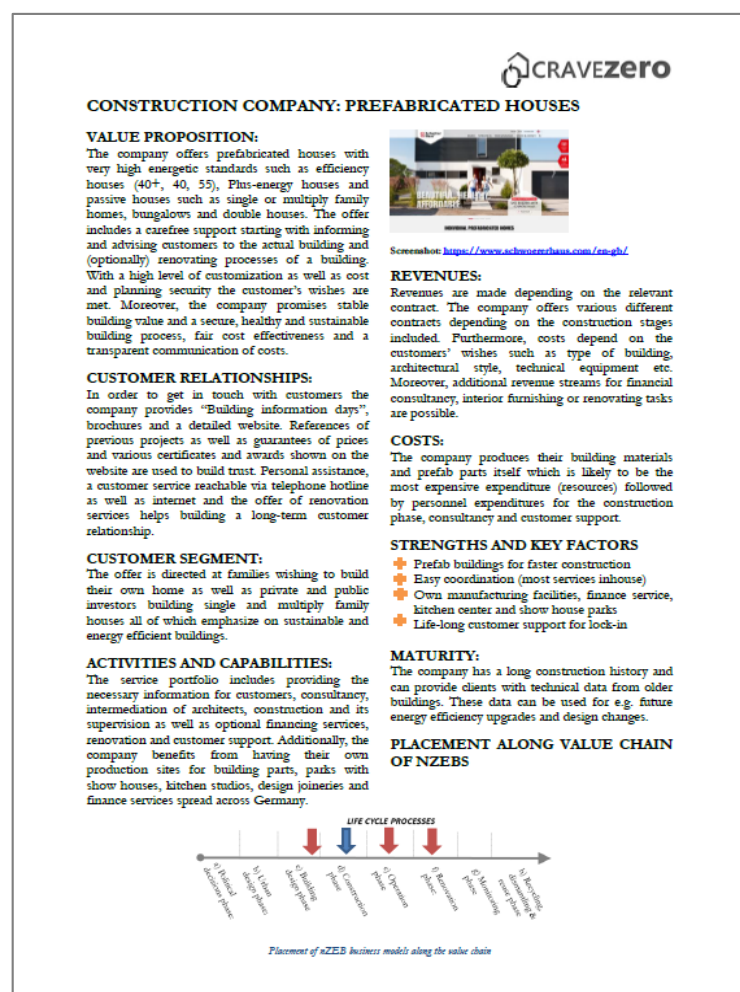 CRAVEzero
CONSTRUCTION COMPANY: PREFABRICATED HOUSES
VALUE PROPOSITION:
The company offers prefabricated houses with
very high energetic standards such as efficiency
houses (40+, 40, 55), Plus-energy houses and
passive houses such as single or multiply family
homes, bungalows and double houses. The offer
includes a carefree support starting with informing
and advising customers to the actual building and
(optionally) renovating processes of a building.
With a high level of customization as well as cost
and planning security the customer's wishes are
met. Moreover, the company promises stable
building value and a secure, healthy and sustainable
building process, fair cost effectiveness and a
transparent communication of costs.
CUSTOMER RELATIONSHIPS:
In order to get in touch with customers the
company provides “Building information days”,
brochures and a detailed website. References of
previous projects as well as guarantees of prices
and various certificates and awards shown on the
website are used to build trust. Personal assistance,
a customer service reachable via telephone hotline
as well as internet and the offer of renovation
services helps building a long-term customer
relationship.
CUSTOMER SEGMENT:
The offer is directed at families wishing to build
their own home as well as private and public
investors building single and multiply family
houses all of which emphasize on sustainable and
energy efficient buildings.
ACTIVITIES AND CAPABILITIES:
The service portfolio includes providing the
necessary information for customers, consultancy,
intermediation of architects, construction and its
supervision as well as optional financing services,
renovation and customer support. Additionally, the
company benefits from having their own
production sites for building parts, parks with
show houses, kitchen studios, design joineries and
finance services spread across Germany.
INDIVIDUAL PREFABRICATED HOMES
Screenshot: https://www.schwoererhaus.com/en-gb/
REVENUES:
Revenues are made depending on the relevant
contract. The company offers various different
contracts depending on the construction stages
included. Furthermore, costs depend on the
customers' wishes such as type of building,
architectural style, technical equipment etc.
Moreover, additional revenue streams for financial
consultancy, interior furnishing or renovating tasks
are possible.
COSTS:
The company produces their building materials
and prefab parts itself which is likely to be the
most expensive expenditure (resources) followed
by personnel expenditures for the construction
phase, consultancy and customer support.
STRENGTHS AND KEY FACTORS
Prefab buildings for faster construction
Easy coordination (most services inhouse)
Own manufacturing facilities, finance service,
kitchen center and show house parks
Life-long customer support for lock-in
MATURITY:
The company has a long construction history and
can provide clients with technical data from older
buildings. These data can be used for e.g. future
energy efficiency upgrades and design changes.
PLACEMENT ALONG VALUE CHAIN
OF NZEBS
LIFE CYCLE PROCESSES
a) Political
decisions phase:
b) Urban
design phase:
c) Building
design phase
d) Construction
phase:
e) Operation
phase:
f) Renovation
phase:
g) Monitoring
phase
h) Recycling,
dismantling &
reuse phase
Placement of nZEB business models along the value chain